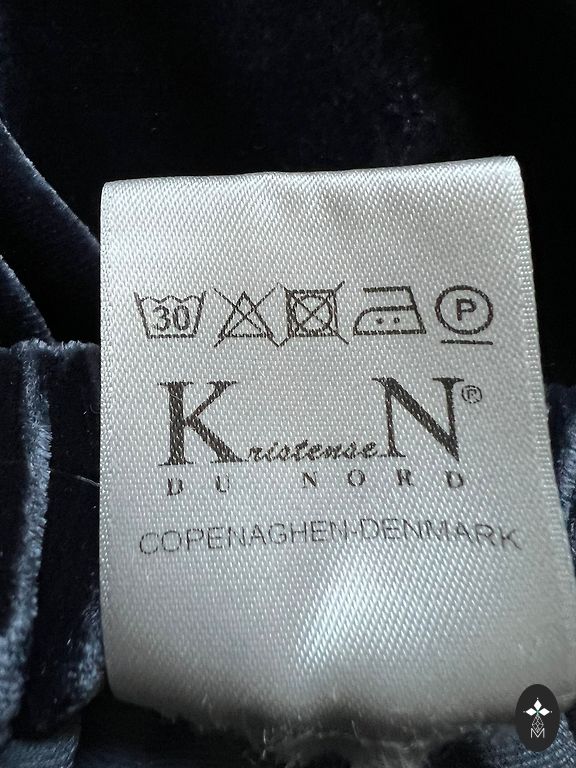 30 P
KristenseN®
DU NORD
COPENAGHEN-DENMARK
M